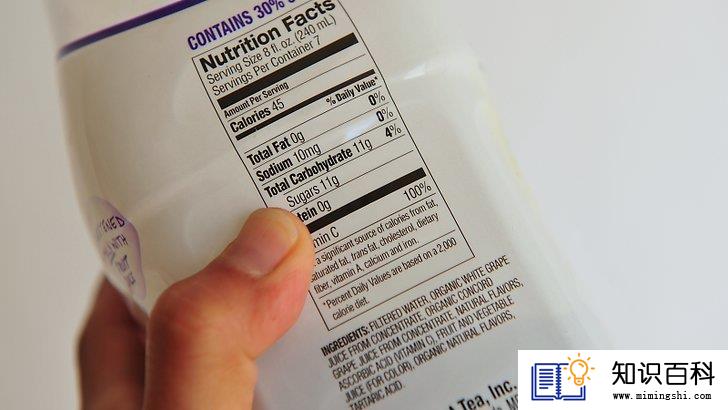 CONTAINS 30%
Nutrition Facts
Serving Size 8 fl. oz. (240 mL)
Servings Per Container 7
Amount Per Serving
Calories 45
% Daily Value*
Total Fat 0g 0%
Sodium 10mg 0%
Total Carbohydrate 11g 4%
Sugars 11g
tein 0g
min C 100%
a significant source of calories from fat,
saturated fat, trans fat, cholesterol, dietary
fiber, vitamin A, calcium and iron.
*Percent Daily Values are based on a 2,000
calorie diet.
INGREDIENTS: FILTERED WATER, ORGANIC WHITE GRAPE
JUICE FROM CONCENTRATE, ORGANIC CONCORD
GRAPE JUICE FROM CONCENTRATE, NATURAL FLAVORS,
ASCORBIC ACID (VITAMIN C), FRUIT AND VEGETABLE
JUICE (FOR COLOR), ORGANIC NATURAL FLAVORS,
TARTARIC ACID.
Tea, Inc.
WITH
知识百科
www.mimingshi.com